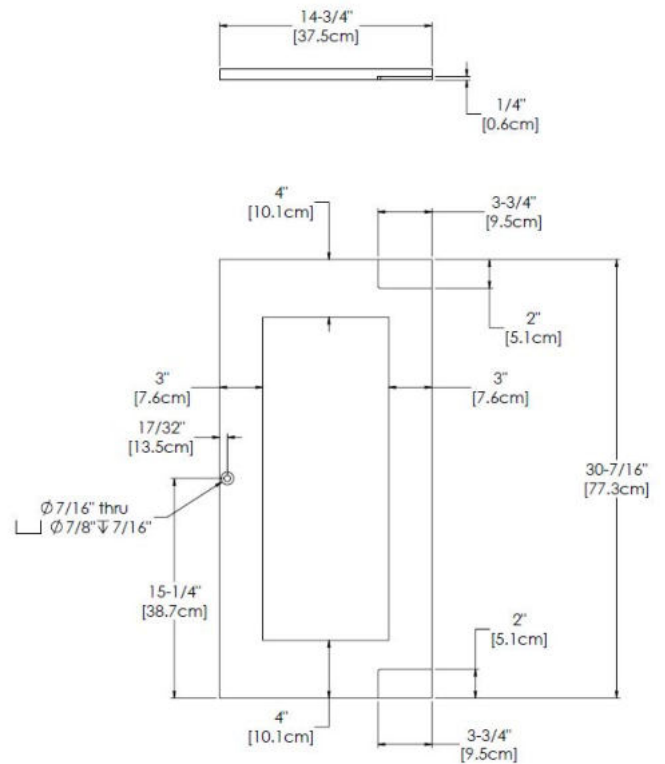 14-3/4"
[37.5cm]
1/4"
[0.6cm]
4"
[10.1cm]
3-3/4"
[9.5cm]
2"
[5.1cm]
3"
[7.6cm]
3"
[7.6cm]
17/32"
[13.5cm]
30-7/16"
[77.3cm]
Ø 7/16" thru
⌴ Ø 7/8" ↧ 7/16"
15-1/4"
[38.7cm]
2"
[5.1cm]
4"
[10.1cm]
3-3/4"
[9.5cm]